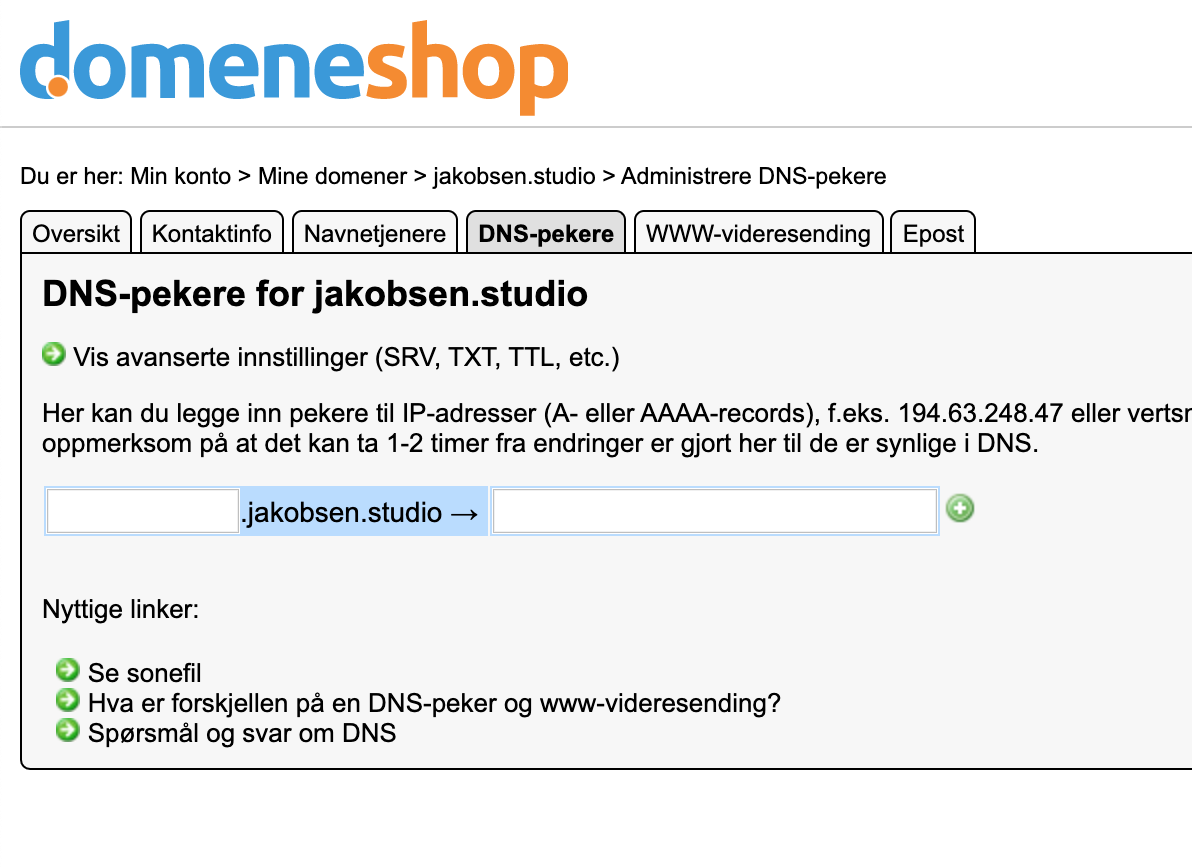 domeneshop
Du er her: Min konto > Mine domener > jakobsen.studio > Administrere DNS-pekere
Oversikt Kontaktinfo Navnetjenere DNS-pekere WWW-videresending Epost
DNS-pekere for jakobsen.studio
Vis avanserte innstillinger (SRV, TXT, TTL, etc.)
Her kan du legge inn pekere til IP-adresser (A- eller AAAA-records), f.eks. 194.63.248.47 eller
oppmerksom på at det kan ta 1-2 timer fra endringer er gjort her til de er synlige i DNS.
.jakobsen.studio →
Nyttige linker:
Se sonefil
Hva er forskjellen på en DNS-peker og www-videresending?
Spørsmål og svar om DNS